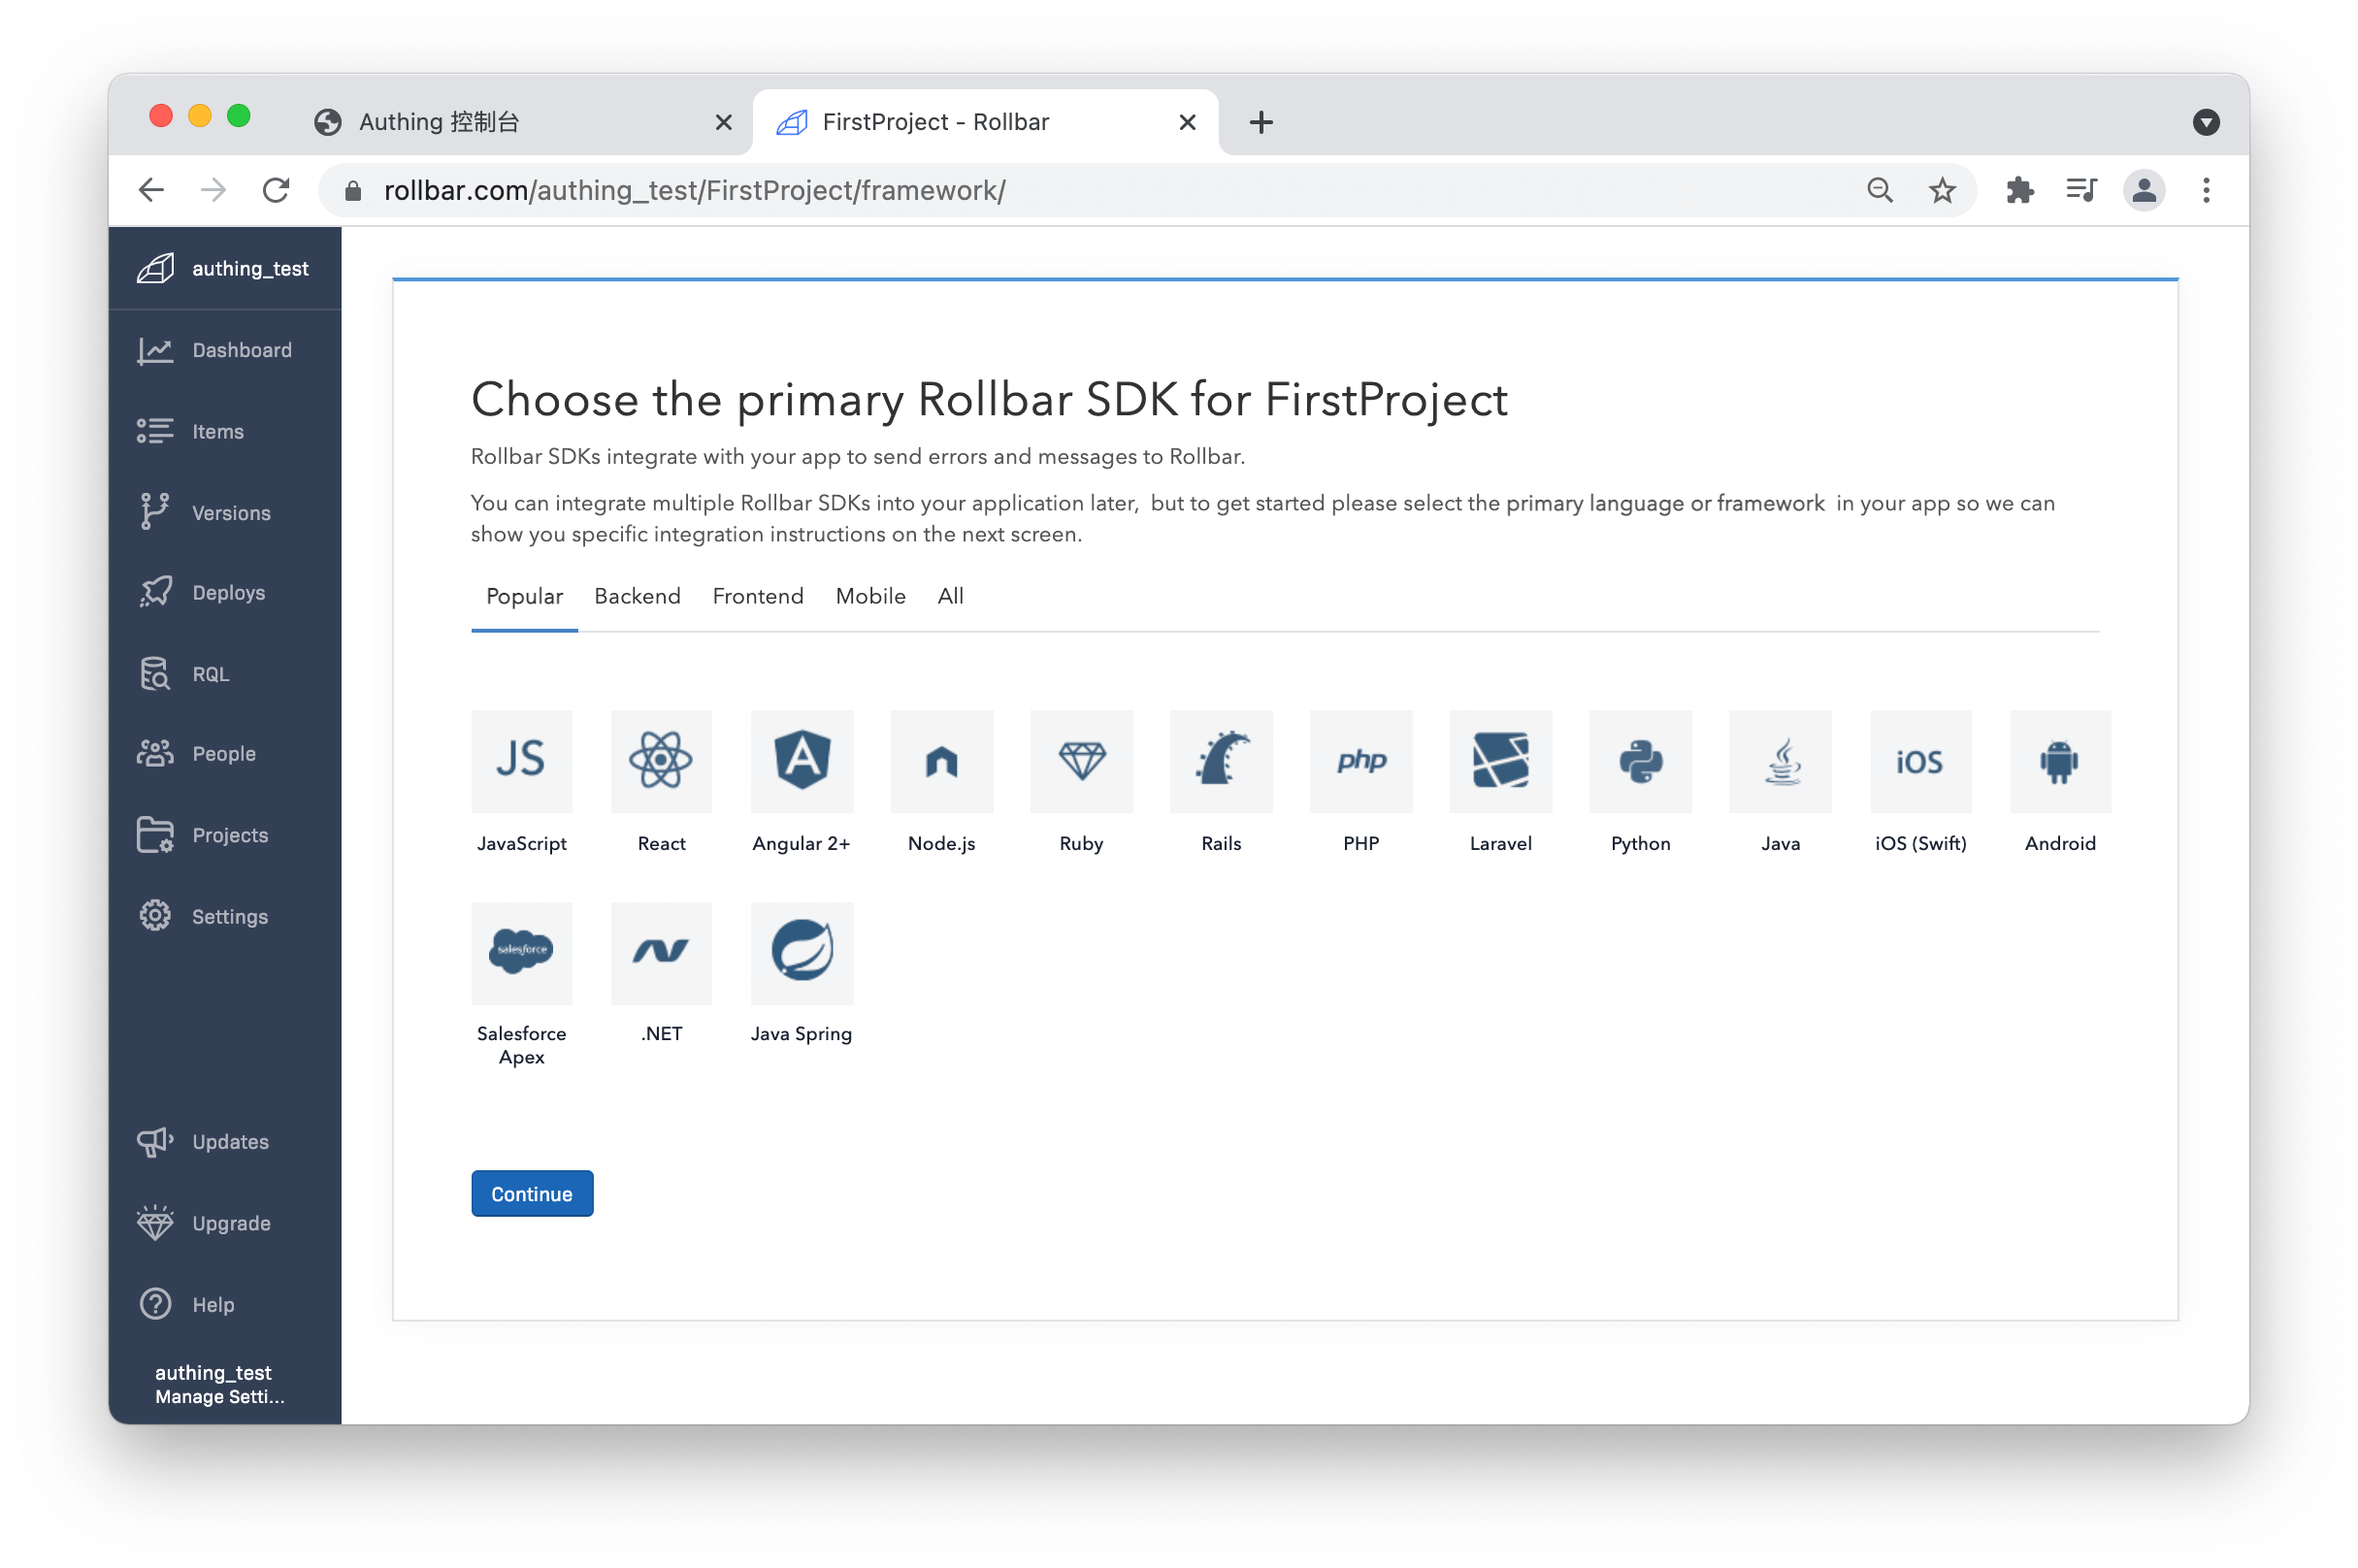 Authing 控制台
FirstProject - Rollbar
rollbar.com/authing_test/FirstProject/framework/
authing_test
Dashboard
Items
Versions
Deploys
RQL
People
Projects
Settings
Updates
Upgrade
Help
authing_test
Manage Setti...
Choose the primary Rollbar SDK for FirstProject
Rollbar SDKs integrate with your app to send errors and messages to Rollbar.
You can integrate multiple Rollbar SDKs into your application later, but to get started please select the primary language or framework in your app so we can
show you specific integration instructions on the next screen.
Popular Backend Frontend Mobile All
JS
php
iOS
JavaScript React Angular 2+ Node.js Ruby Rails PHP Laravel Python Java iOS (Swift) Android
salesforce
Salesforce
Apex
.NET
Java Spring
Continue